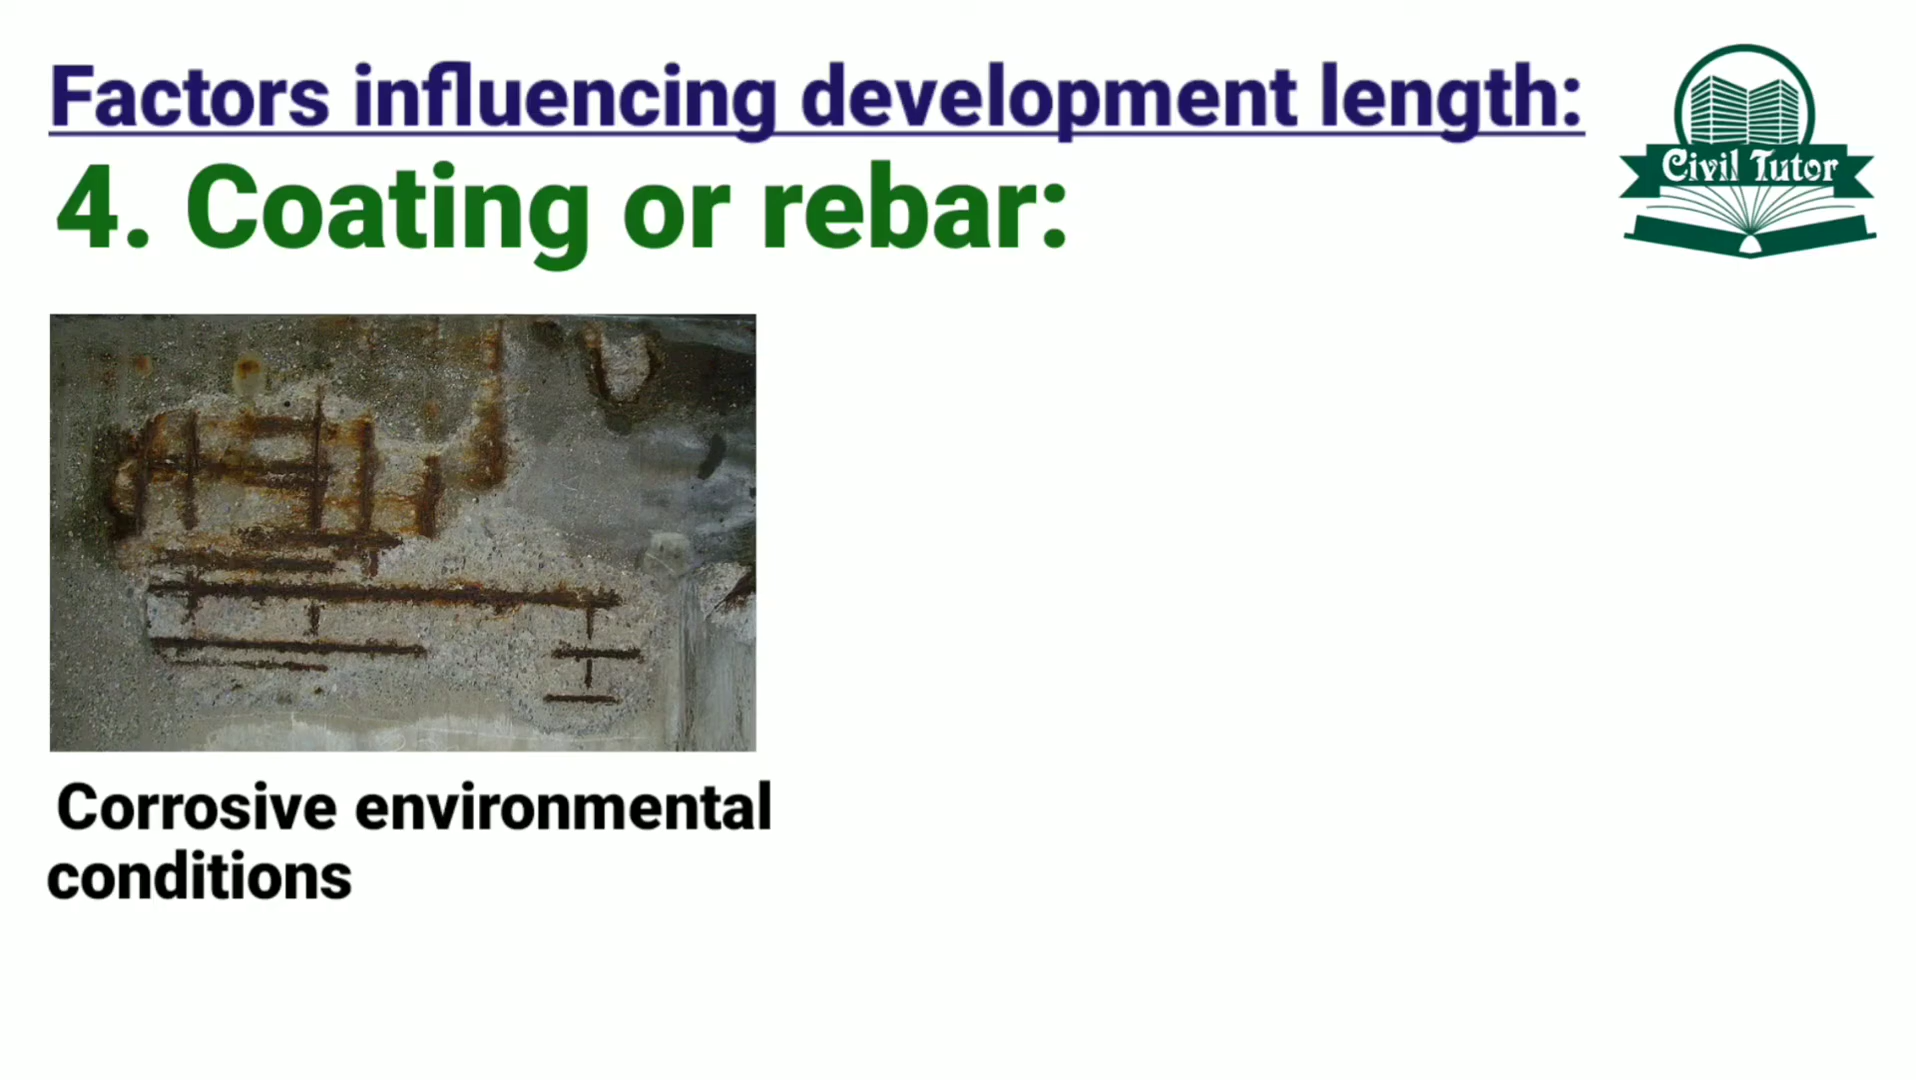 Factors influencing development length:
Civil Tutor
4. Coating or rebar:
Corrosive environmental
conditions